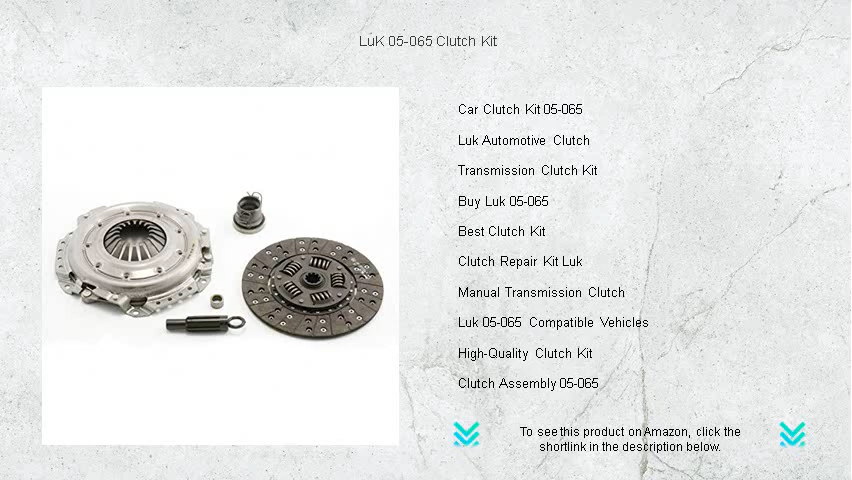 LuK 05-065 Clutch Kit
Car Clutch Kit 05-065
Luk Automotive Clutch
Transmission Clutch Kit
Buy Luk 05-065
Best Clutch Kit
Clutch Repair Kit Luk
Manual Transmission Clutch
Luk 05-065 Compatible Vehicles
High-Quality Clutch Kit
Clutch Assembly 05-065
To see this product on Amazon, click the
shortlink in the description below.